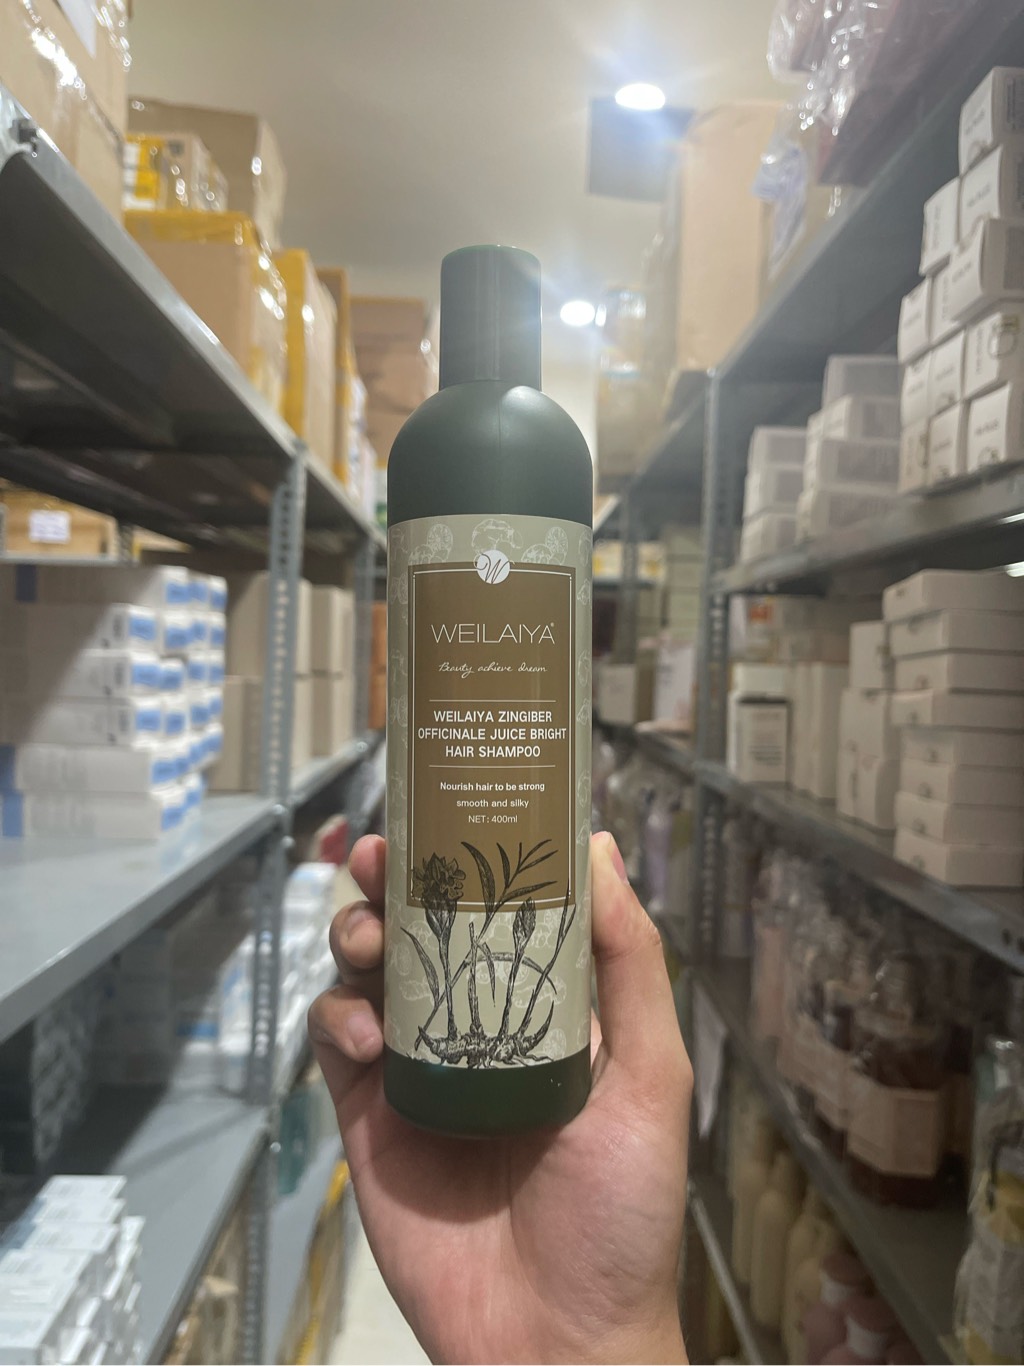 W
WEILAIYA®
Beauty achieve dream
WEILAIYA ZINGIBER
OFFICINALE JUICE BRIGHT
HAIR SHAMPOO
Nourish hair to be strong
smooth and silky
NET: 400ml